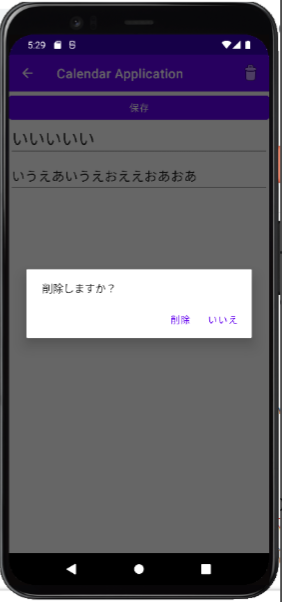 5:29
Calendar Application
保存
いいいいい
いうえあいうえおええおあおあ
削除しますか？
削除 いいえ